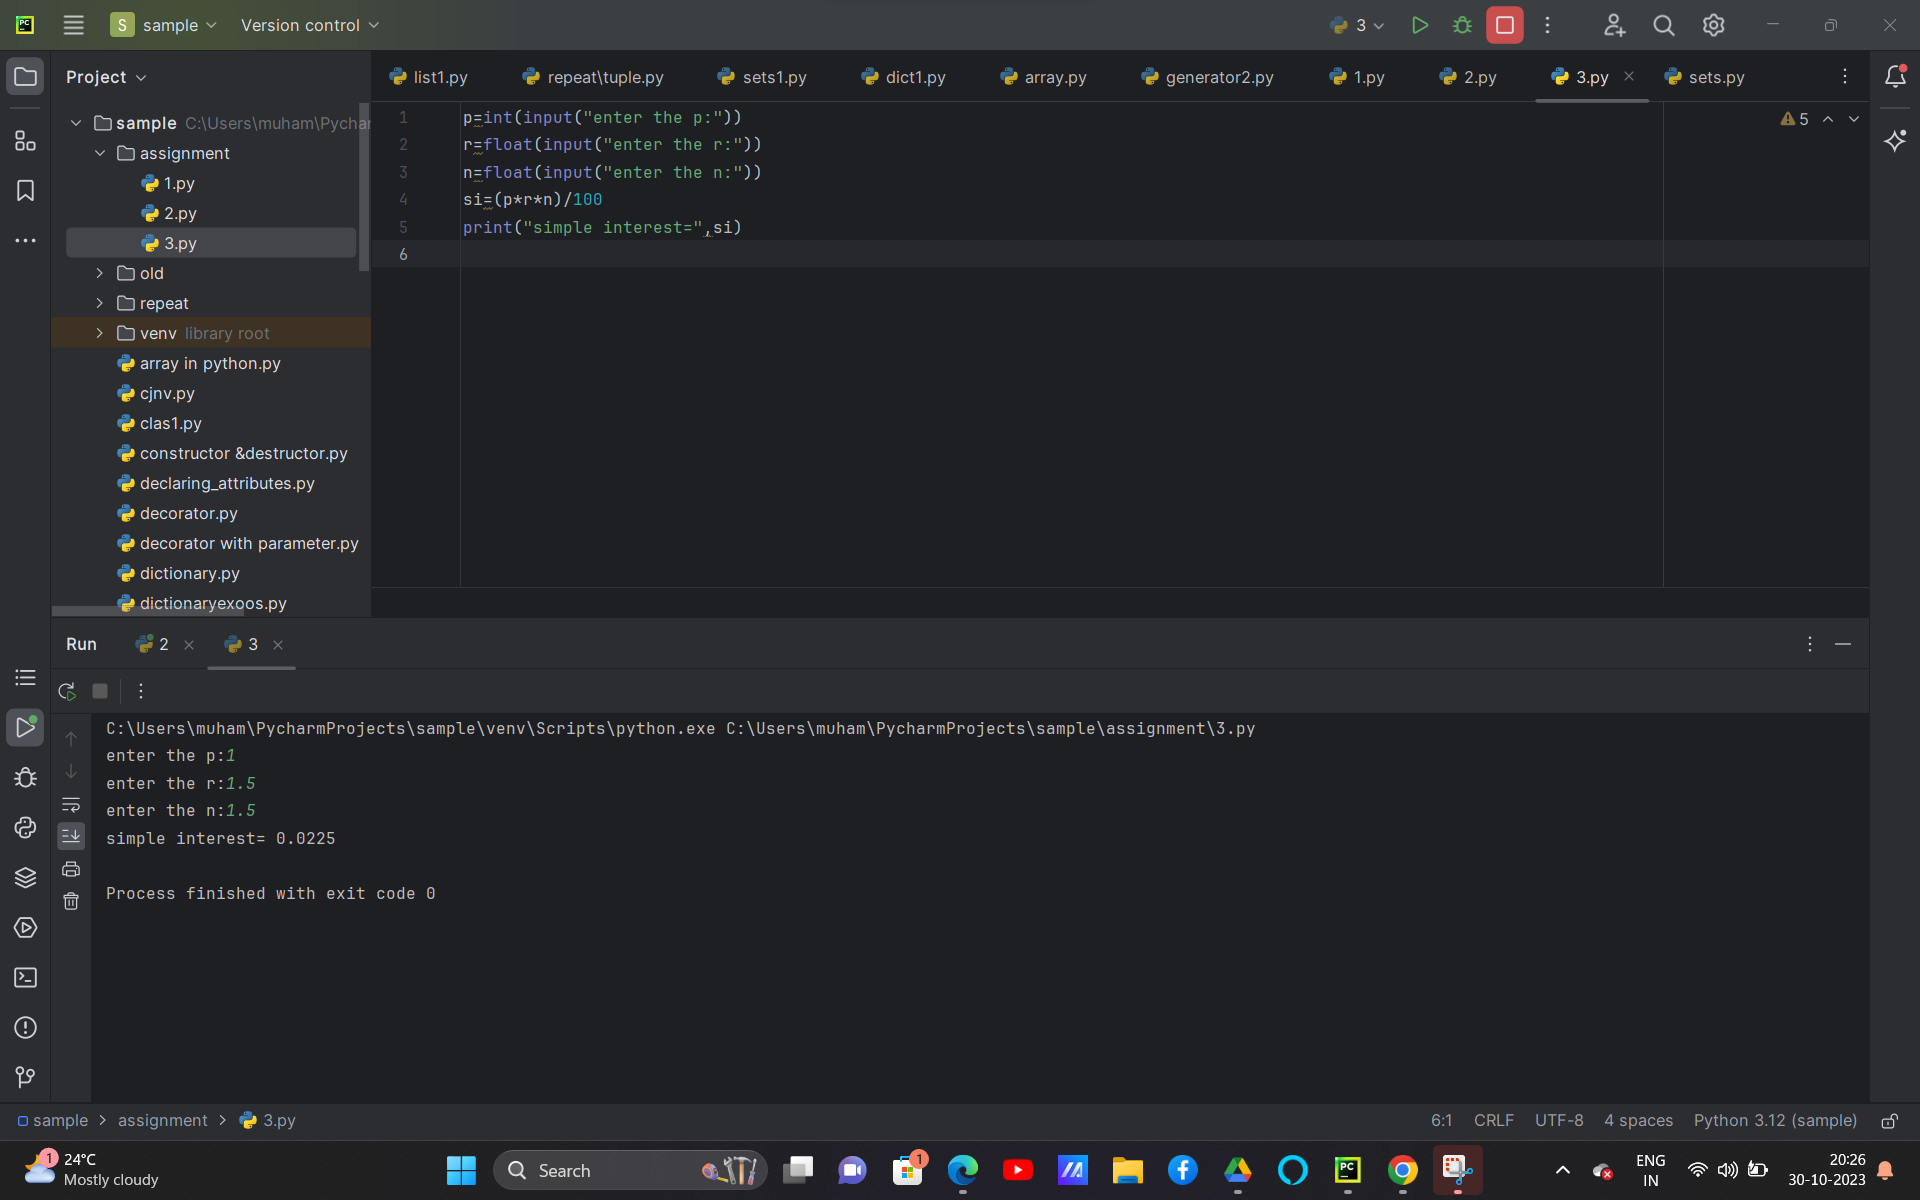 PC S sample Version control 3
Project
list1.py repeat\tuple.py sets1.py dict1.py array.py generator2.py 1.py 2.py 3.py sets.py
sample C:\Users\muham\Pychar
assignment
1.py
2.py
3.py
old
repeat
venv library root
array in python.py
cjnv.py
clas1.py
constructor &destructor.py
declaring_attributes.py
decorator.py
decorator with parameter.py
dictionary.py
dictionaryexoos.py
1 p=int(input("enter the p:"))
2 r=float(input("enter the r:"))
3 n=float(input("enter the n:"))
4 si=(p*r*n)/100
5 print("simple interest=",si)
6
5
Run 2 3
C:\Users\muham\PycharmProjects\sample\venv\Scripts\python.exe C:\Users\muham\PycharmProjects\sample\assignment\3.py
enter the p:1
enter the r:1.5
enter the n:1.5
simple interest= 0.0225
Process finished with exit code 0
sample > assignment > 3.py 6:1 CRLF UTF-8 4 spaces Python 3.12 (sample)
1 24°C
Mostly cloudy
Search
1
PC
ENG
IN
20:26
30-10-2023